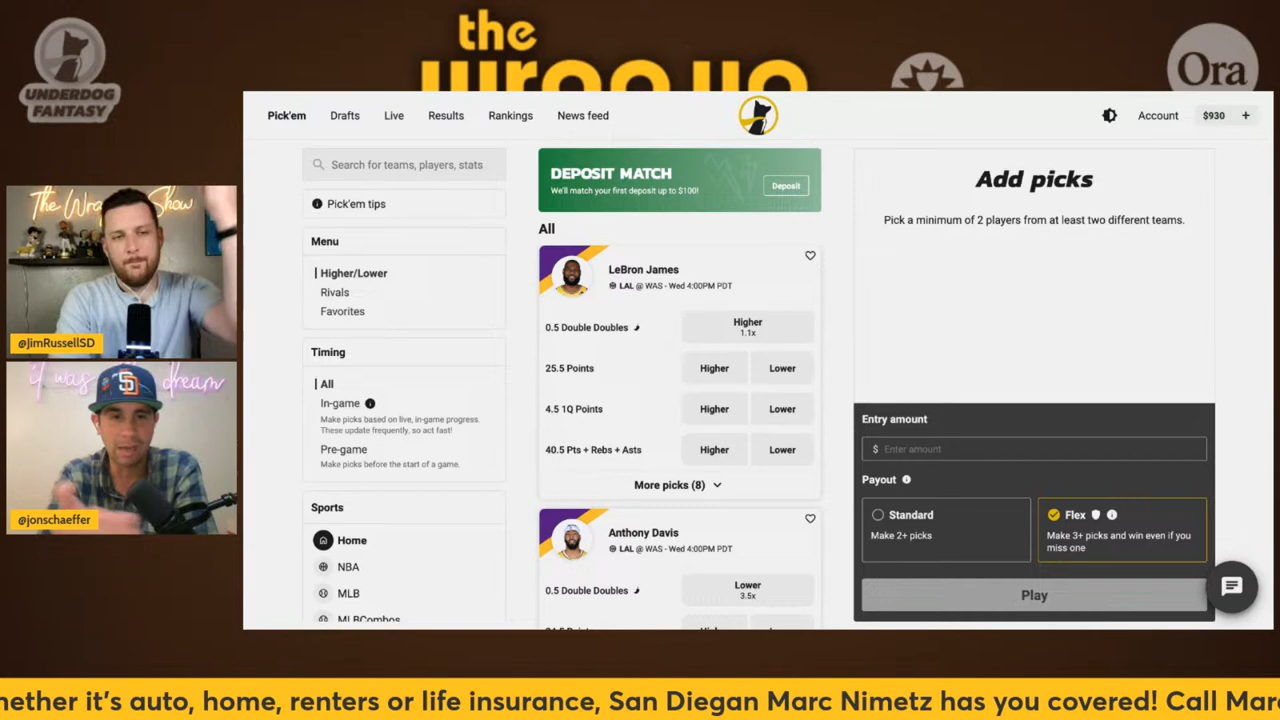 the
wrap up
UNDERDOG
FANTASY
Ora
Pick'em
Drafts
Live
Results
Rankings
News feed
Account
$930
+
Search for teams, players, stats
Pick'em tips
Menu
Higher/Lower
Rivals
Favorites
Timing
All
In-game
Make picks based on live, in-game progress.
These update frequently, so act fast!
Pre-game
Make picks before the start of a game.
Sports
Home
NBA
MLB
MLBCombos
DEPOSIT MATCH
We'll match your first deposit up to $100!
Deposit
All
LeBron James
LAL @ WAS - Wed 4:00PM PDT
0.5 Double Doubles
Higher
1.1x
25.5 Points
Higher
Lower
4.5 1Q Points
Higher
Lower
40.5 Pts + Rebs + Asts
Higher
Lower
More picks (8)
Anthony Davis
LAL @ WAS - Wed 4:00PM PDT
0.5 Double Doubles
Lower
3.5x
Add picks
Pick a minimum of 2 players from at least two different teams.
Entry amount
$ Enter amount
Payout
Standard
Make 2+ picks
Flex
Make 3+ picks and win even if you
miss one
Play
The Wra Show
@JimRussellSD
it was dream
SD
@jonschaeffer
hether it's auto, home, renters or life insurance, San Diegan Marc Nimetz has you covered! Call Marc